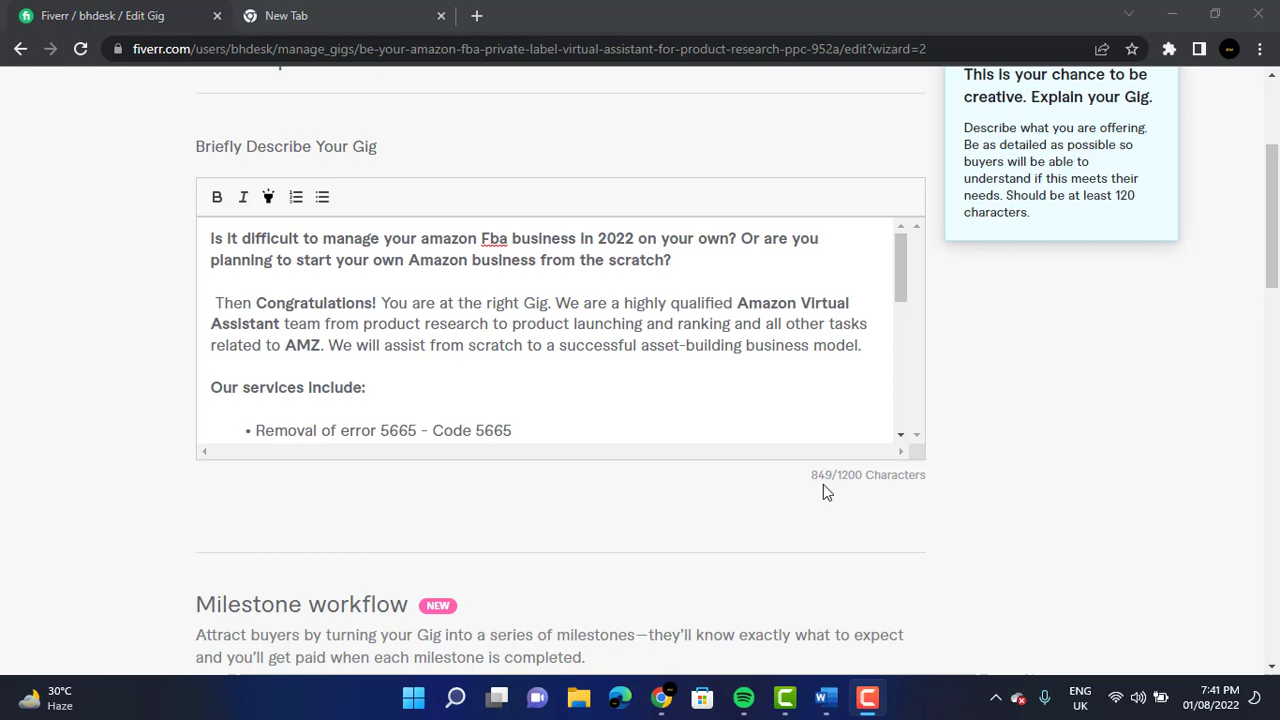 Fiverr / bhdesk / Edit Gig
New Tab
fiverr.com/users/bhdesk/manage_gigs/be-your-amazon-fba-private-label-virtual-assistant-for-product-research-ppc-952a/edit?wizard=2
This is your chance to be
creative. Explain your Gig.
Describe what you are offering.
Be as detailed as possible so
buyers will be able to
understand if this meets their
needs. Should be at least 120
characters.
Briefly Describe Your Gig
B I
Is it difficult to manage your amazon Fba business in 2022 on your own? Or are you
planning to start your own Amazon business from the scratch?
Then Congratulations! You are at the right Gig. We are a highly qualified Amazon Virtual
Assistant team from product research to product launching and ranking and all other tasks
related to AMZ. We will assist from scratch to a successful asset-building business model.
Our services include:
• Removal of error 5665 - Code 5665
849/1200 Characters
Milestone workflow NEW
Attract buyers by turning your Gig into a series of milestones—they'll know exactly what to expect
and you'll get paid when each milestone is completed.
30°C
Haze
ENG
UK
7:41 PM
01/08/2022